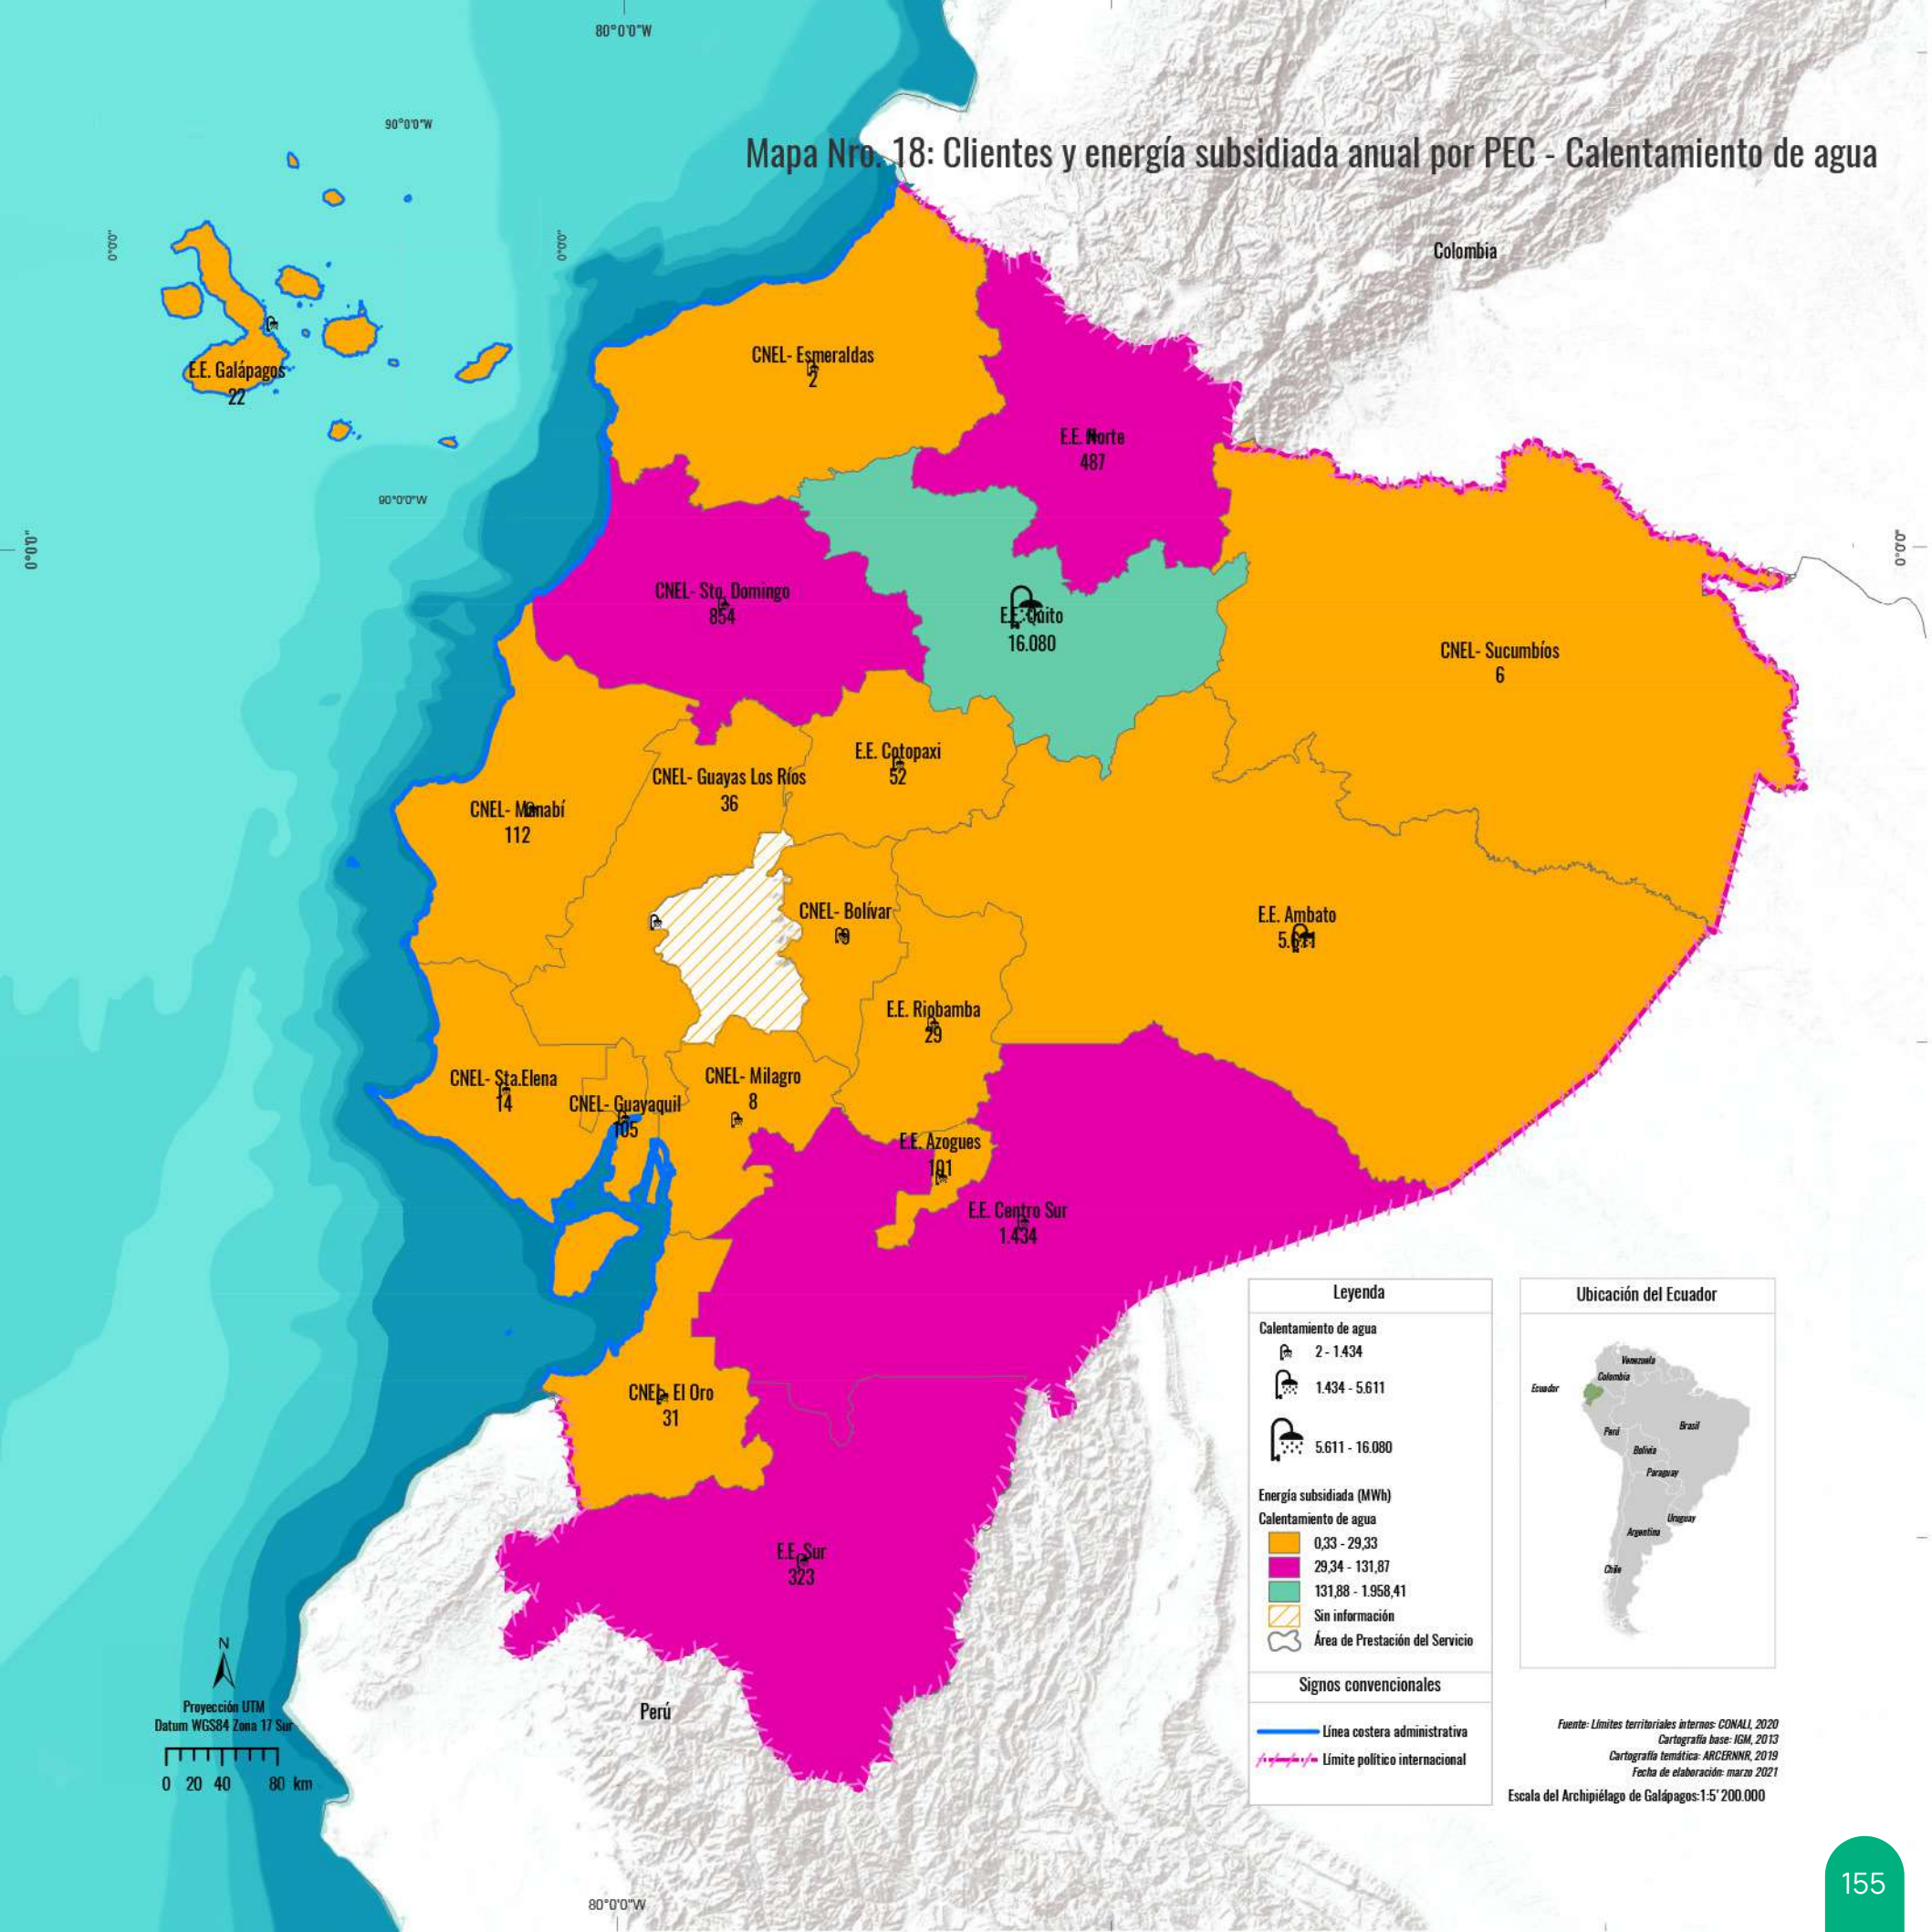 80°0'0"W
90°0'0"W
Mapa Nro. 18: Clientes y energía subsidiada anual por PEC - Calentamiento de agua
0°0'0"
0°0'0"
Colombia
E.E. Galápagos
22
CNEL- Esmeraldas
2
E.E. Norte
487
90°0'0"W
0°0'0"
0°0'0"
CNEL- Sto. Domingo
854
E.E. Quito
16.080
CNEL- Sucumbíos
6
E.E. Cotopaxi
52
CNEL- Guayas Los Ríos
36
CNEL- Manabí
112
CNEL- Bolívar
E.E. Ambato
5.611
E.E. Riobamba
29
CNEL- Sta.Elena
14
CNEL- Milagro
8
CNEL- Guayaquil
105
E.E. Azogues
101
E.E. Centro Sur
1.434
CNEL- El Oro
31
E.E. Sur
323
Perú
Leyenda
Calentamiento de agua
2 - 1.434
1.434 - 5.611
5.611 - 16.080
Energía subsidiada (MWh)
Calentamiento de agua
0,33 - 29,33
29,34 - 131,87
131,88 - 1.958,41
Sin información
Área de Prestación del Servicio
Signos convencionales
Línea costera administrativa
Límite político internacional
Ubicación del Ecuador
Venezuela
Colombia
Ecuador
Brasil
Perú
Bolivia
Paraguay
Uruguay
Argentina
Chile
N
Proyección UTM
Datum WGS84 Zona 17 Sur
0 20 40 80 km
Fuente: Límites territoriales internos: CONALI, 2020
Cartografía base: IGM, 2013
Cartografía temática: ARCERNNR, 2019
Fecha de elaboración: marzo 2021
Escala del Archipiélago de Galápagos:1:5'200.000
80°0'0"W
155